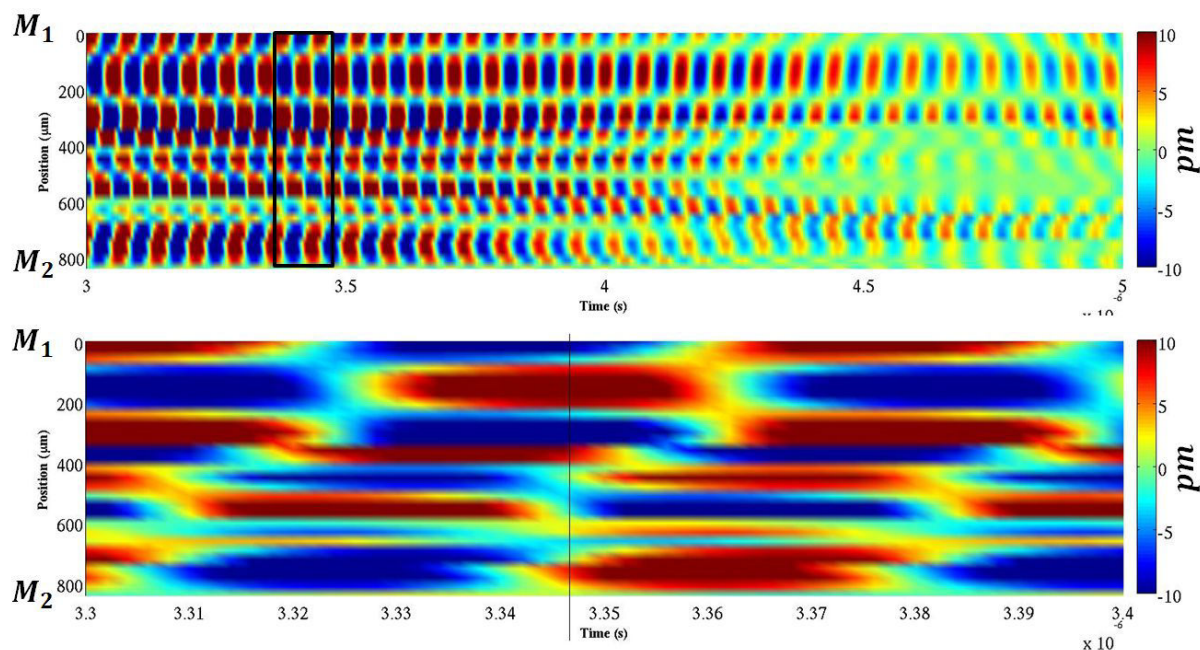 M₁
0
200
400
600
800
Position (μm)
M₂
3 3.5 4 4.5 5
Time (s)
x 10⁻⁶
10
5
0
-5
-10
pm
M₁
0
200
400
600
800
Position (μm)
M₂
3.3 3.31 3.32 3.33 3.34 3.35 3.36 3.37 3.38 3.39 3.4
Time (s)
x 10⁻⁶
10
5
0
-5
-10
pm